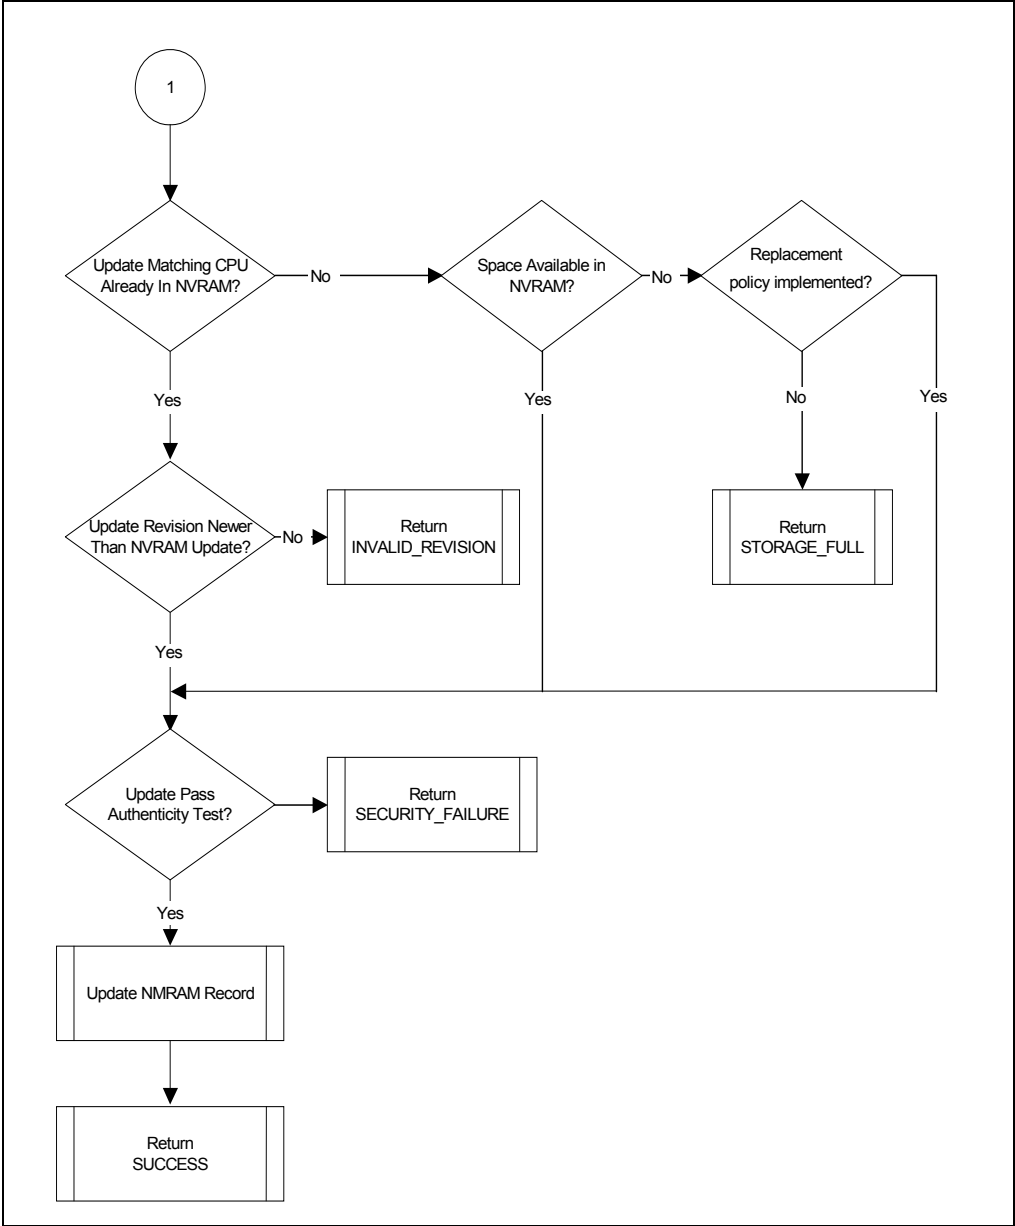 1
Update Matching CPU
Already In NVRAM?
No
Space Available in
NVRAM?
No
Replacement
policy implemented?
Yes
Yes
No
Yes
Update Revision Newer
Than NVRAM Update?
No
Return
INVALID_REVISION
Return
STORAGE_FULL
Yes
Update Pass
Authenticity Test?
Return
SECURITY_FAILURE
Yes
Update NMRAM Record
Return
SUCCESS